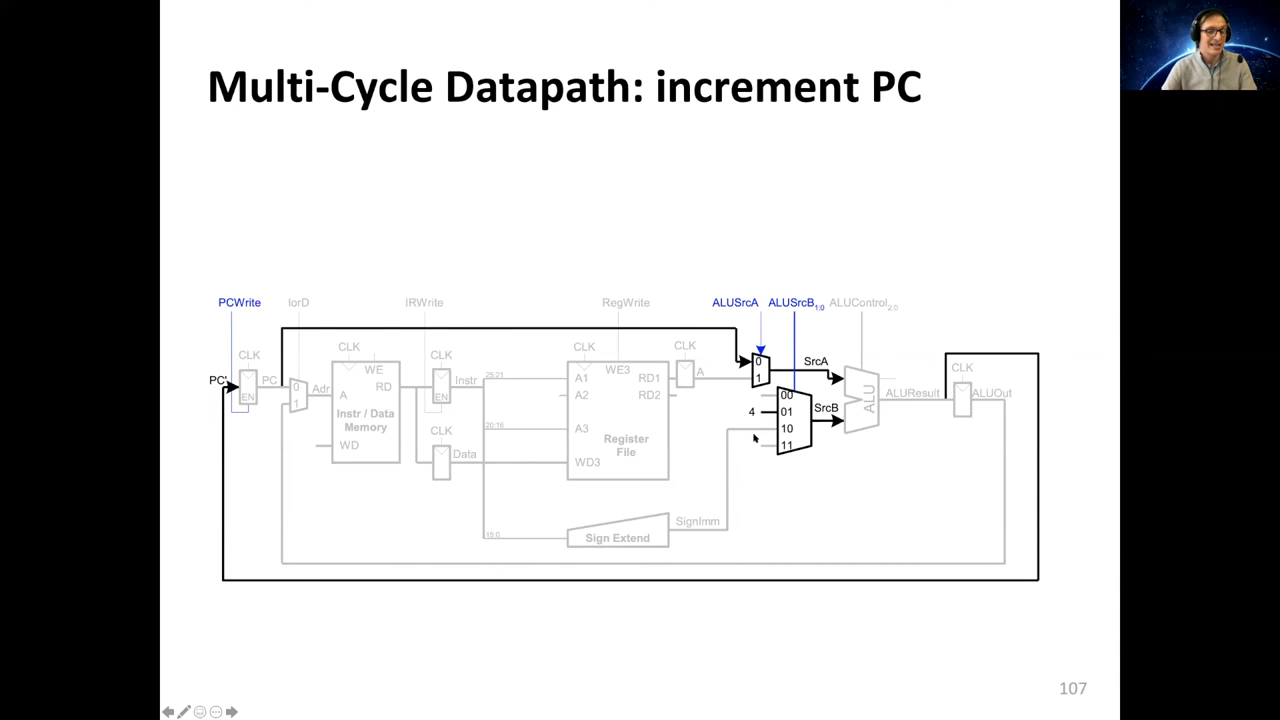 Multi-Cycle Datapath: increment PC
PCWrite IorD IRWrite RegWrite ALUSrcA ALUSrcB1:0 ALUControl2:0
CLK CLK CLK CLK CLK CLK
PC' PC EN
0 1 Adr
A WE RD
Instr / Data
Memory
WD
EN Instr
CLK
Data
25:21
20:16
15:0
A1 WE3 RD1
A2 RD2
A3
Register
File
WD3
A
0
1
SrcA
00
4 01
10
11
SrcB
ALU
ALUResult
ALUOut
SignImm
Sign Extend
107